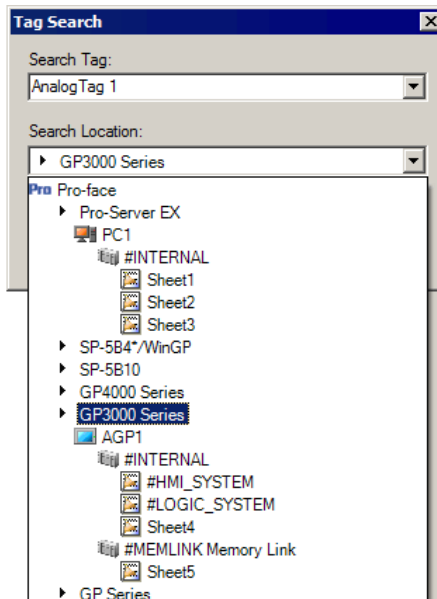 Tag Search
Search Tag:
AnalogTag 1
Search Location:
GP3000 Series
Pro Pro-face
Pro-Server EX
PC1
#INTERNAL
Sheet1
Sheet2
Sheet3
SP-5B4*/WinGP
SP-5B10
GP4000 Series
GP3000 Series
AGP1
#INTERNAL
#HMI_SYSTEM
#LOGIC_SYSTEM
Sheet4
#MEMLINK Memory Link
Sheet5
GP Series